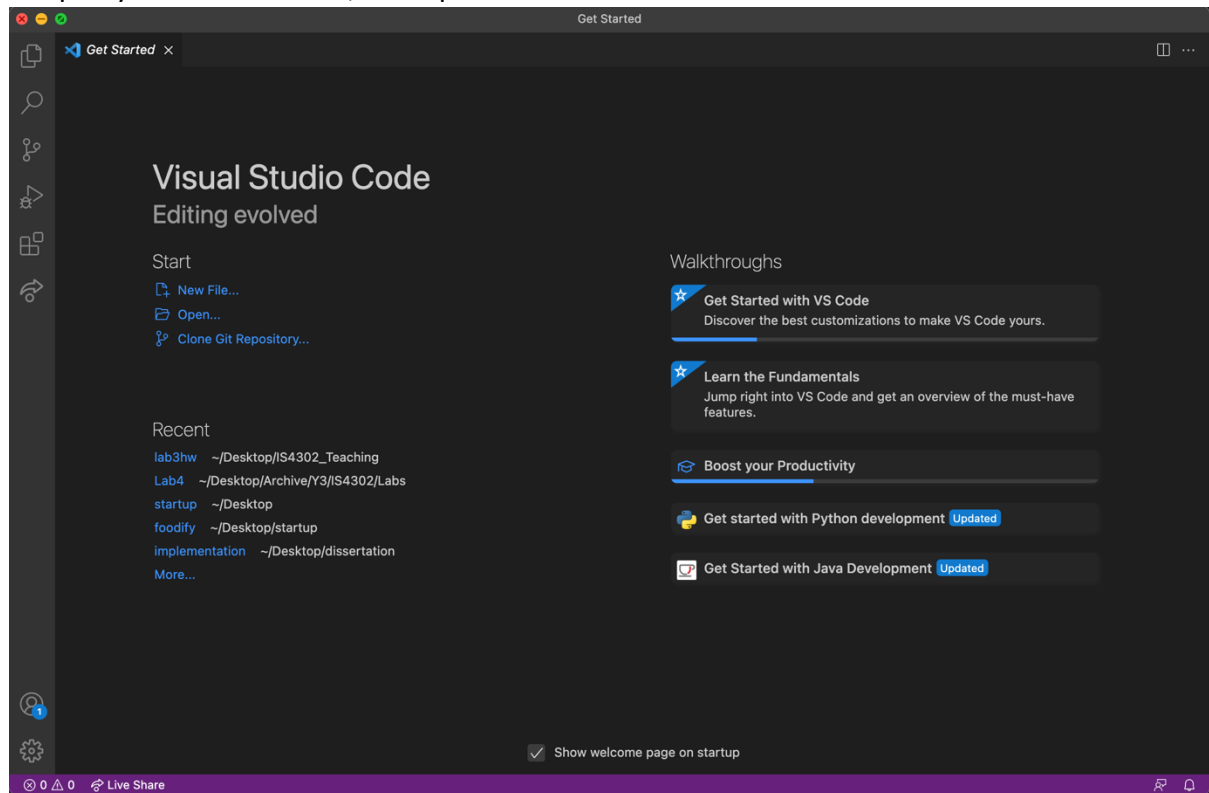 Get Started
Get Started
Visual Studio Code
Editing evolved
Start
New File...
Open...
Clone Git Repository...
Recent
lab3hw ~/Desktop/IS4302_Teaching
Lab4 ~/Desktop/Archive/Y3/IS4302/Labs
startup ~/Desktop
foodify ~/Desktop/startup
implementation ~/Desktop/dissertation
More...
Walkthroughs
Get Started with VS Code
Discover the best customizations to make VS Code yours.
Learn the Fundamentals
Jump right into VS Code and get an overview of the must-have
features.
Boost your Productivity
Get started with Python development Updated
Get Started with Java Development Updated
1
Show welcome page on startup
0 0 Live Share